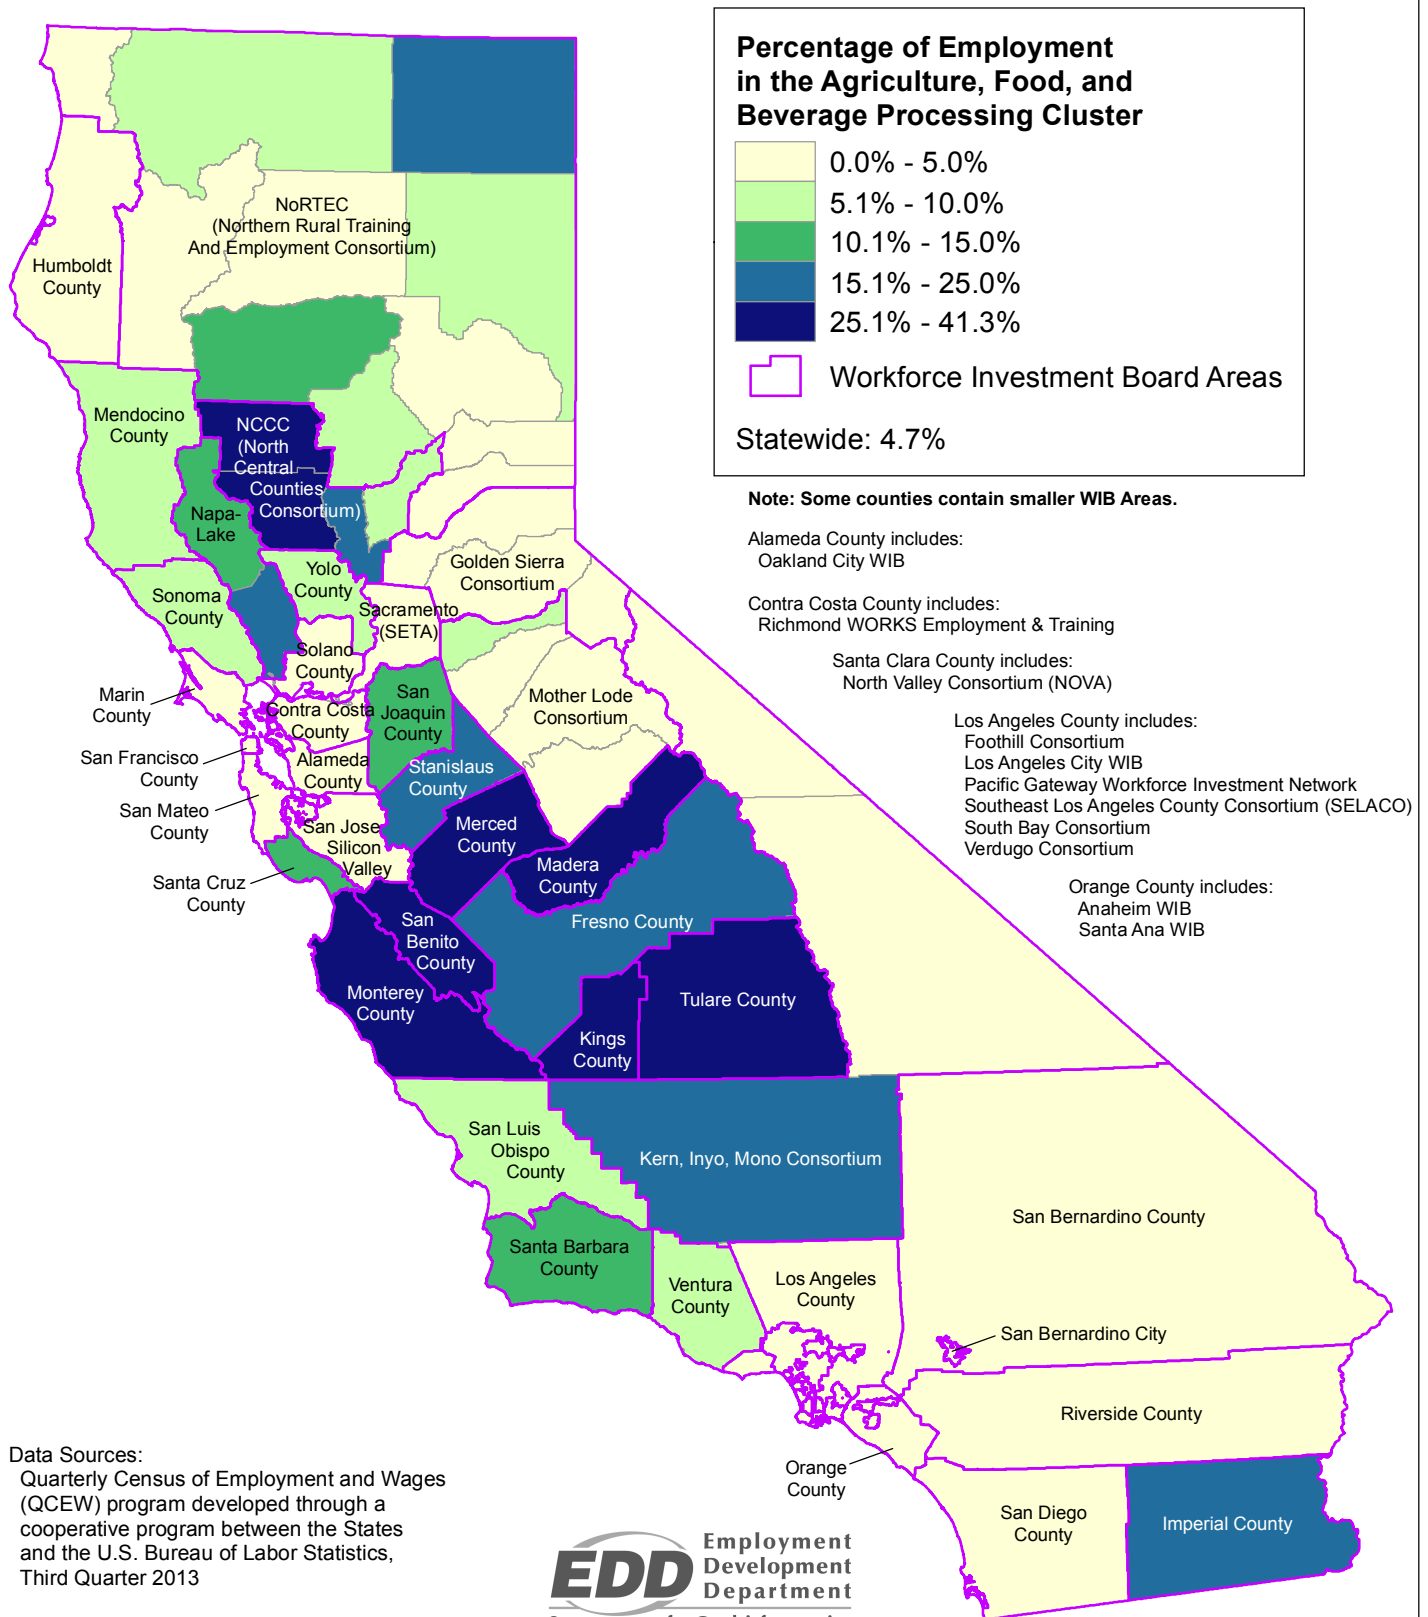 Percentage of Employment
in the Agriculture, Food, and
Beverage Processing Cluster
0.0% - 5.0%
5.1% - 10.0%
10.1% - 15.0%
15.1% - 25.0%
25.1% - 41.3%
Workforce Investment Board Areas
Statewide: 4.7%
Note: Some counties contain smaller WIB Areas.
Alameda County includes:
Oakland City WIB
Contra Costa County includes:
Richmond WORKS Employment & Training
Santa Clara County includes:
North Valley Consortium (NOVA)
Los Angeles County includes:
Foothill Consortium
Los Angeles City WIB
Pacific Gateway Workforce Investment Network
Southeast Los Angeles County Consortium (SELACO)
South Bay Consortium
Verdugo Consortium
Orange County includes:
Anaheim WIB
Santa Ana WIB
NoRTEC
(Northern Rural Training
And Employment Consortium)
Humboldt
County
Mendocino
County
NCCC
(North
Central
Counties
Consortium)
Napa-
Lake
Yolo
County
Golden Sierra
Consortium
Sonoma
County
Sacramento
(SETA)
Solano
County
Marin
County
Contra Costa
County
San
Joaquin
County
Mother Lode
Consortium
San Francisco
County
Alameda
County
Stanislaus
County
San Mateo
County
San Jose
Silicon
Valley
Merced
County
Madera
County
Santa Cruz
County
San
Benito
County
Fresno County
Monterey
County
Tulare County
Kings
County
San Luis
Obispo
County
Kern, Inyo, Mono Consortium
San Bernardino County
Santa Barbara
County
Ventura
County
Los Angeles
County
San Bernardino City
Riverside County
Orange
County
San Diego
County
Imperial County
Data Sources:
Quarterly Census of Employment and Wages
(QCEW) program developed through a
cooperative program between the States
and the U.S. Bureau of Labor Statistics,
Third Quarter 2013
EDD
Employment
Development
Department